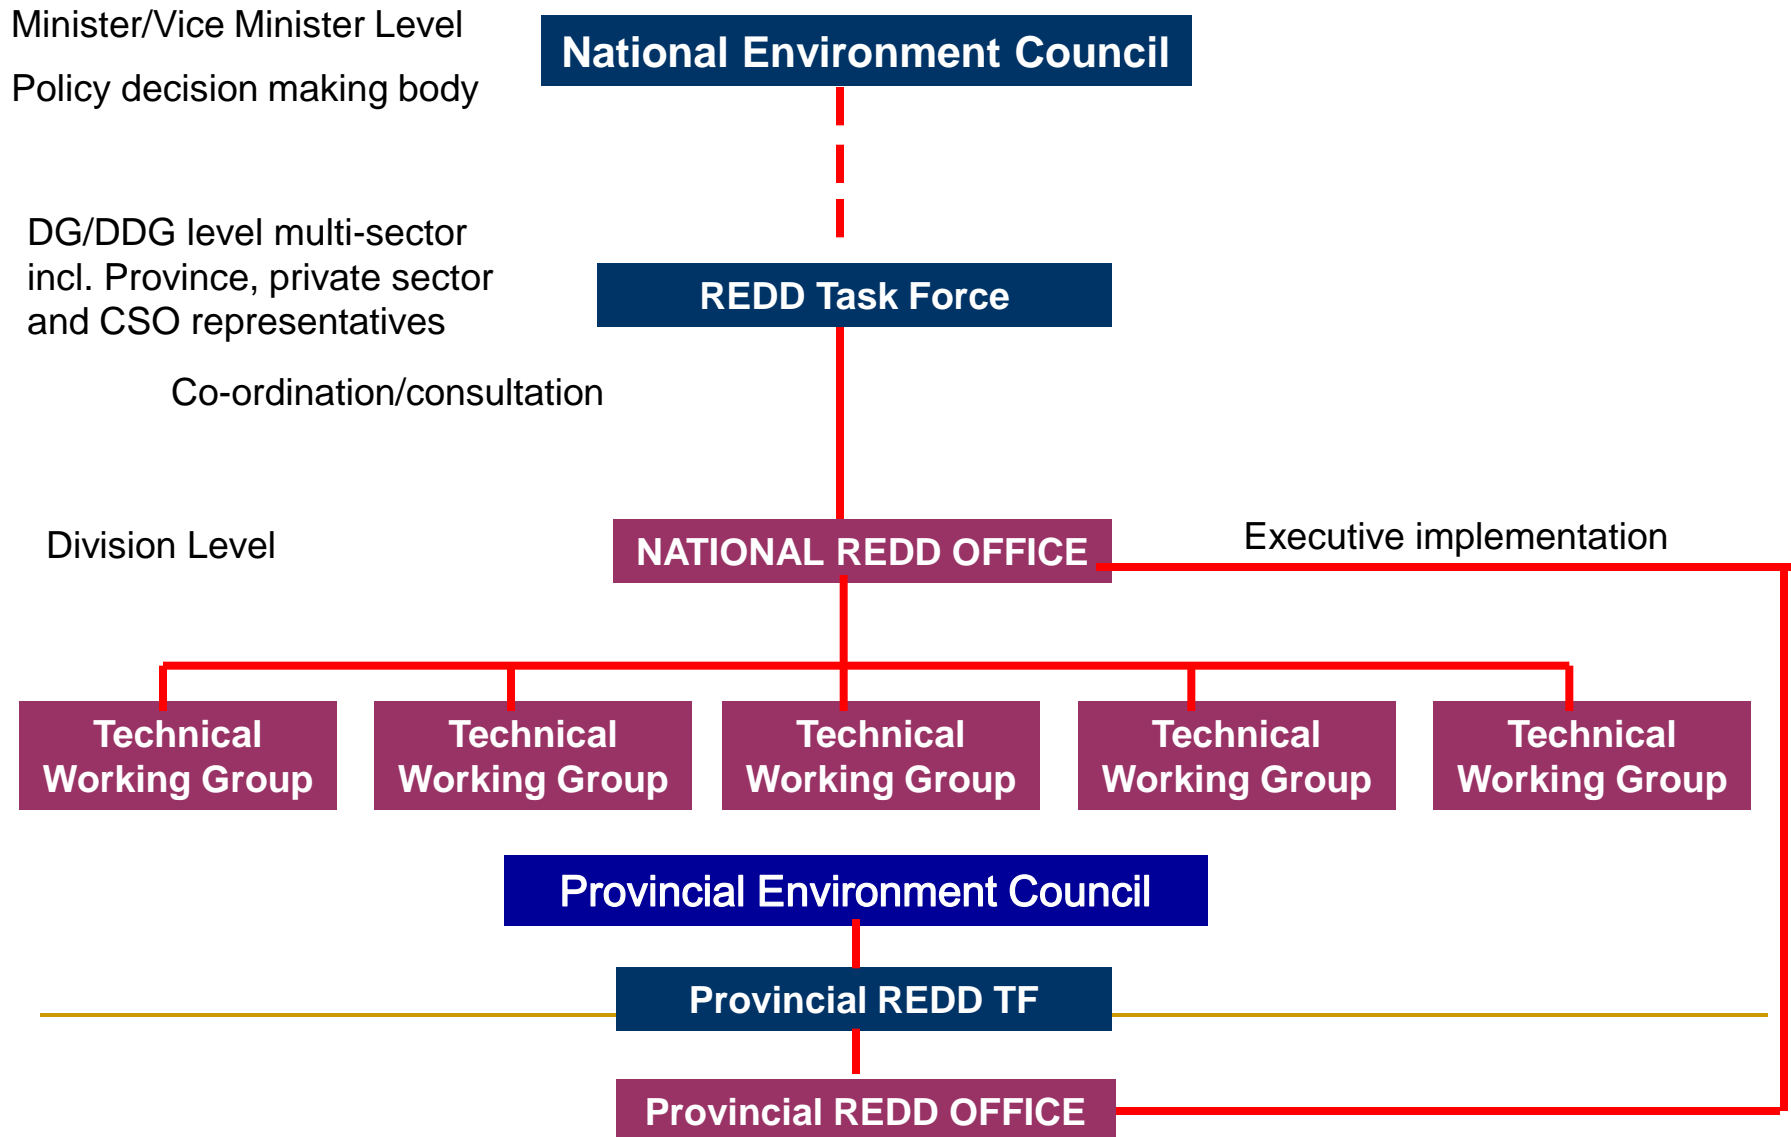 Minister/Vice Minister Level
National Environment Council
Policy decision making body
DG/DDG level multi-sector
incl. Province, private sector
and CSO representatives
REDD Task Force
Co-ordination/consultation
Division Level
NATIONAL REDD OFFICE
Executive implementation
Technical
Working Group
Technical
Working Group
Technical
Working Group
Technical
Working Group
Technical
Working Group
Provincial Environment Council
Provincial REDD TF
Provincial REDD OFFICE